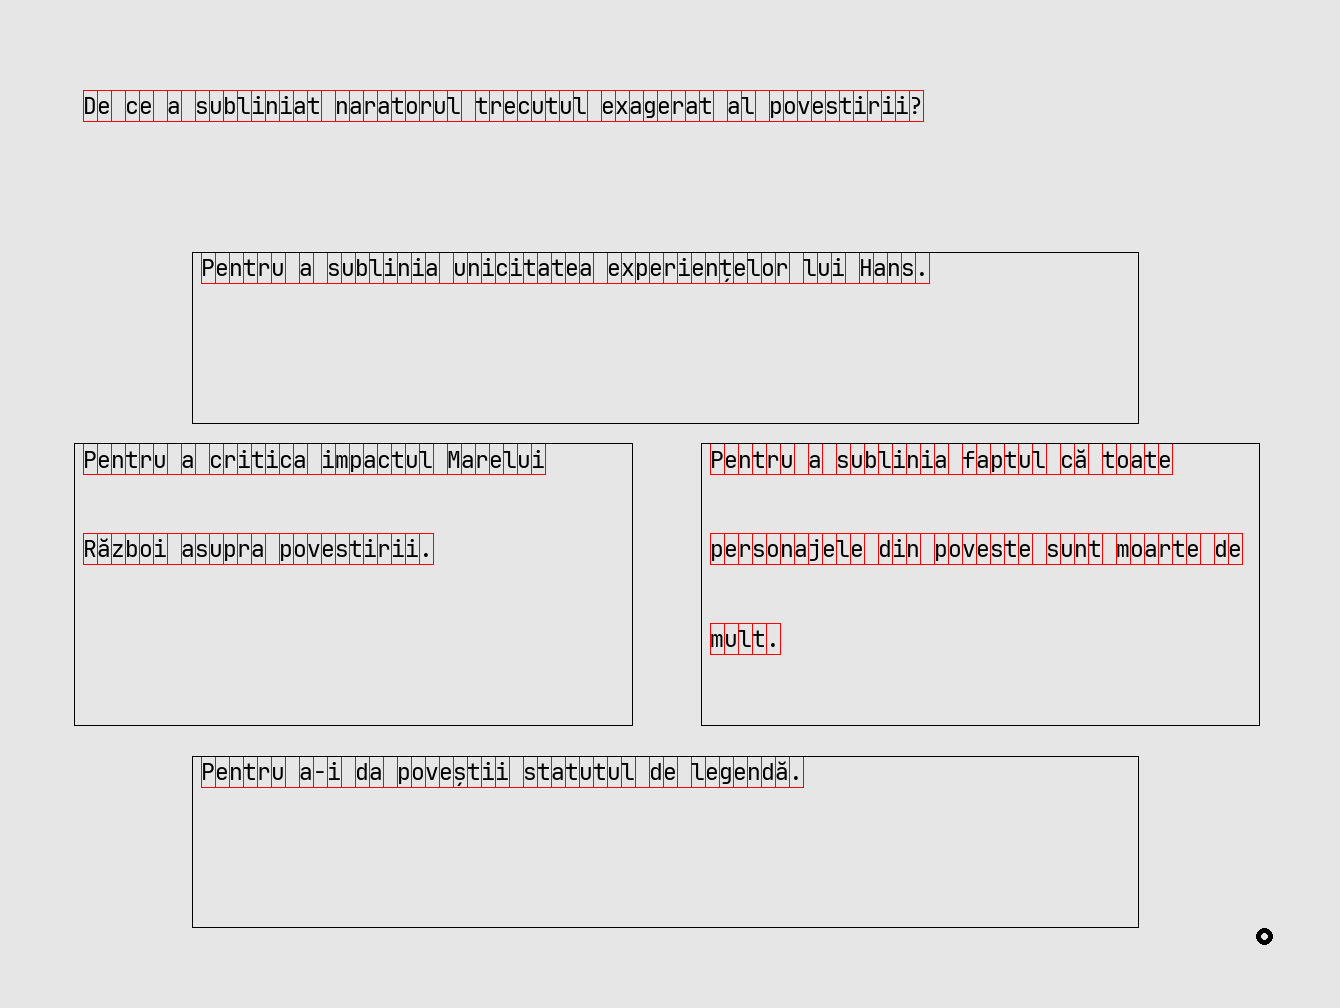 De ce a subliniat naratorul trecutul exagerat al povestirii?
Pentru a sublinia unicitatea experiențelor lui Hans.
Pentru a critica impactul Marelui
Război asupra povestirii.
Pentru a sublinia faptul că toate
personajele din poveste sunt moarte de
mult.
Pentru a-i da poveștii statutul de legendă.